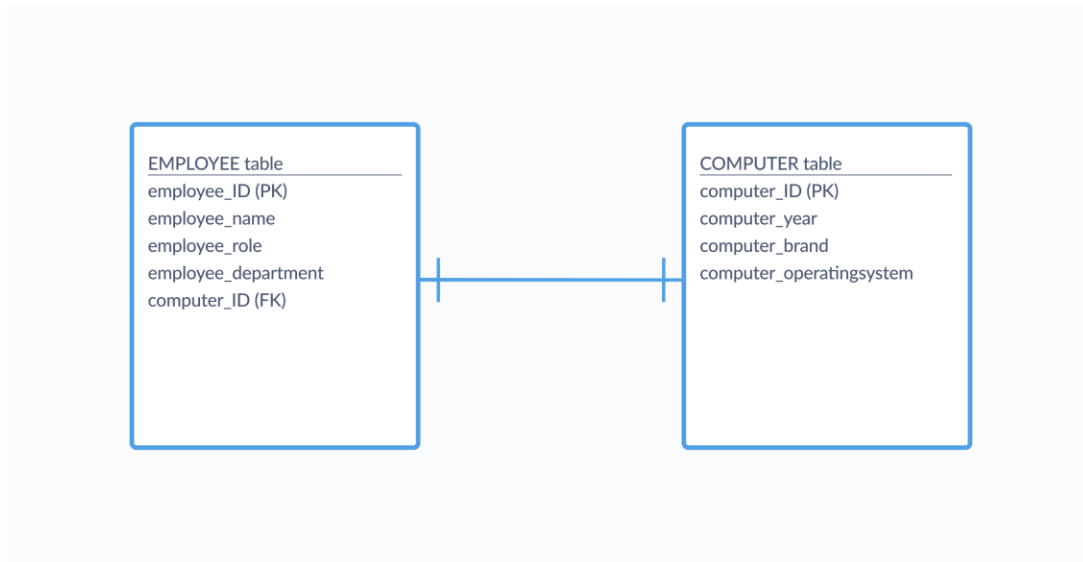 EMPLOYEE table
employee_ID (PK)
employee_name
employee_role
employee_department
computer_ID (FK)
COMPUTER table
computer_ID (PK)
computer_year
computer_brand
computer_operatingsystem